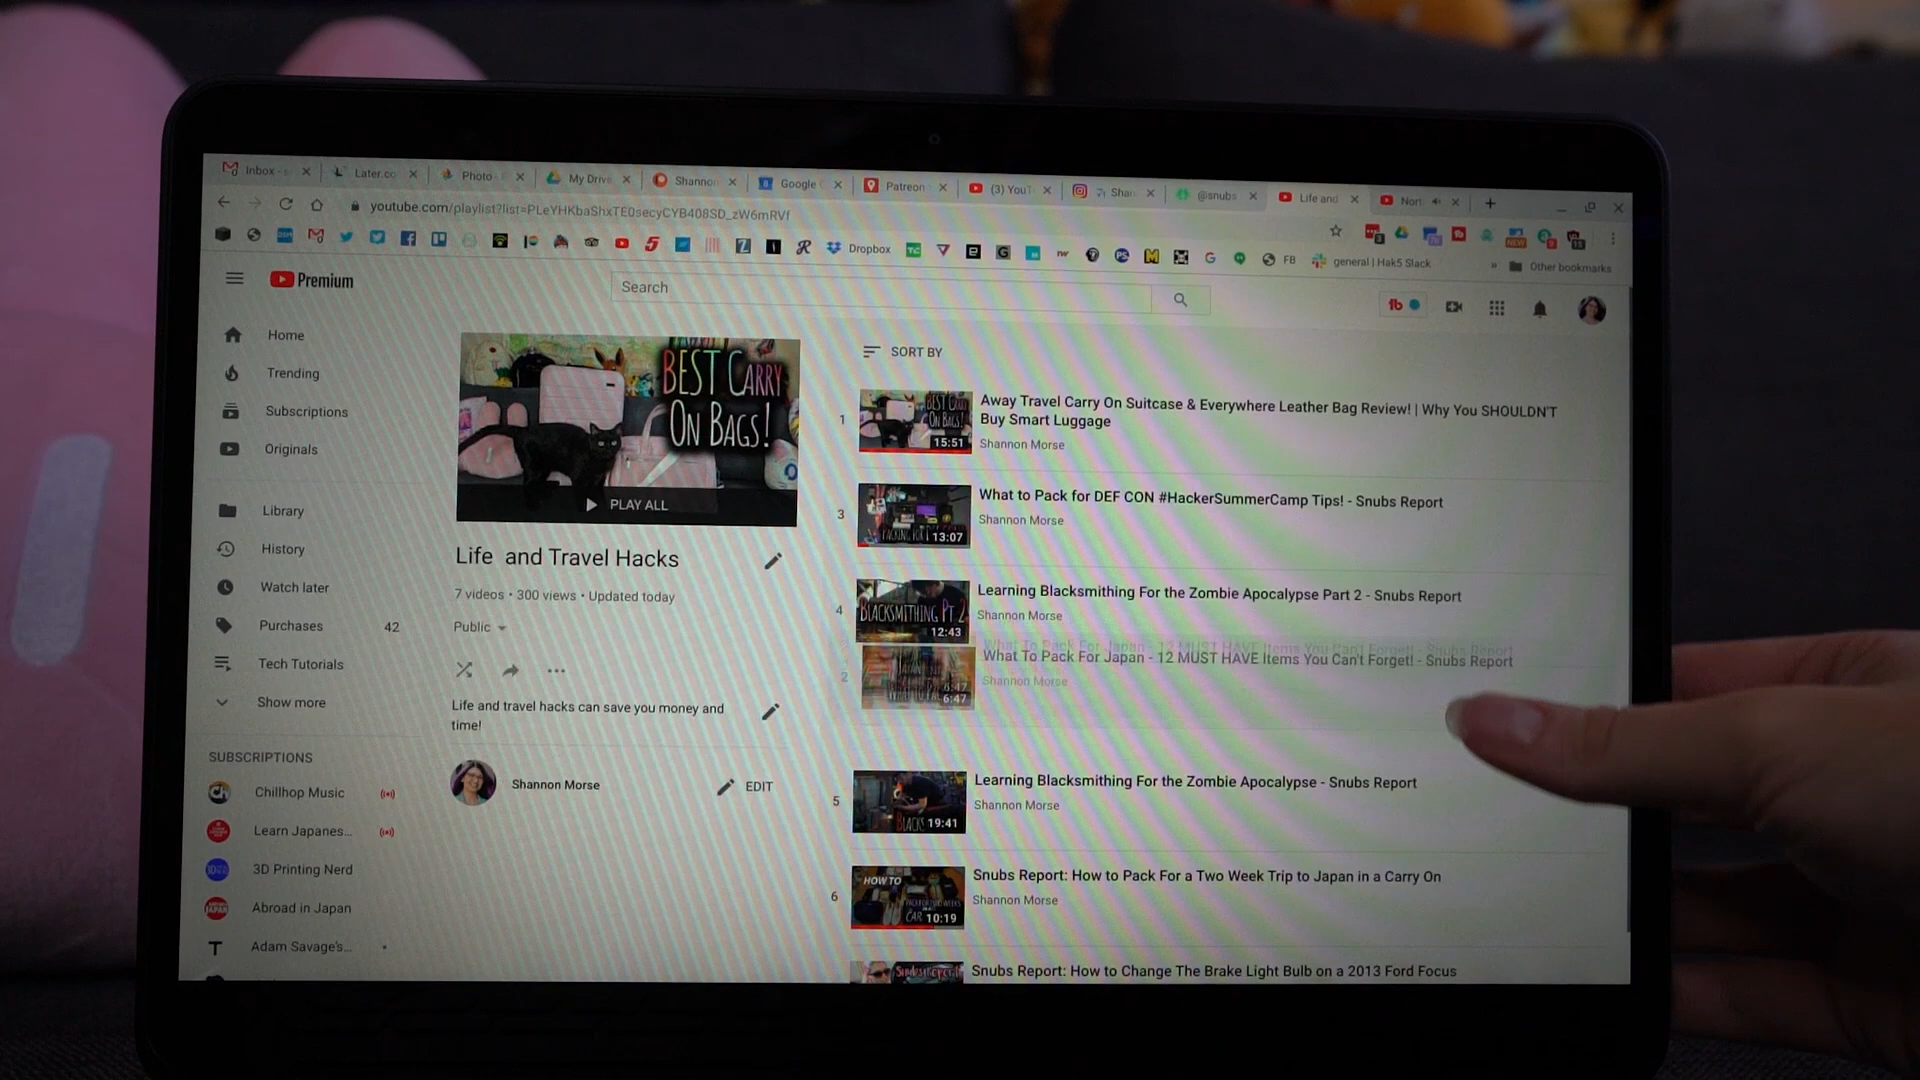 Inbox - s
Later.co
Photo -
My Drive
Shannon
Google
Patreon
(3) YouT
Shan
@snubs
Life and
Nort
youtube.com/playlist?list=PLeYHKbaShxTE0secyCYB408SD_zW6mRVf
Dropbox
FB
general | Hak5 Slack
Other bookmarks
Premium
Search
Home
Trending
Subscriptions
Originals
Library
History
Watch later
Purchases 42
Tech Tutorials
Show more
SUBSCRIPTIONS
Chillhop Music
Learn Japanes...
3D Printing Nerd
Abroad in Japan
Adam Savage's...
BEST CARRY
ON BAGS!
PLAY ALL
Life and Travel Hacks
7 videos • 300 views • Updated today
Public
Life and travel hacks can save you money and
time!
Shannon Morse
EDIT
SORT BY
1
BEST CARRY
ON BAGS!
15:51
Away Travel Carry On Suitcase & Everywhere Leather Bag Review! | Why You SHOULDN'T
Buy Smart Luggage
Shannon Morse
3
13:07
What to Pack for DEF CON #HackerSummerCamp Tips! - Snubs Report
Shannon Morse
4
BLACKSMITHING PT 2
12:43
Learning Blacksmithing For the Zombie Apocalypse Part 2 - Snubs Report
Shannon Morse
2
6:47
What To Pack For Japan - 12 MUST HAVE Items You Can't Forget! - Snubs Report
Shannon Morse
5
BLACKS
19:41
Learning Blacksmithing For the Zombie Apocalypse - Snubs Report
Shannon Morse
6
HOW TO
CAR
10:19
Snubs Report: How to Pack For a Two Week Trip to Japan in a Carry On
Shannon Morse
Snubs Report: How to Change The Brake Light Bulb on a 2013 Ford Focus